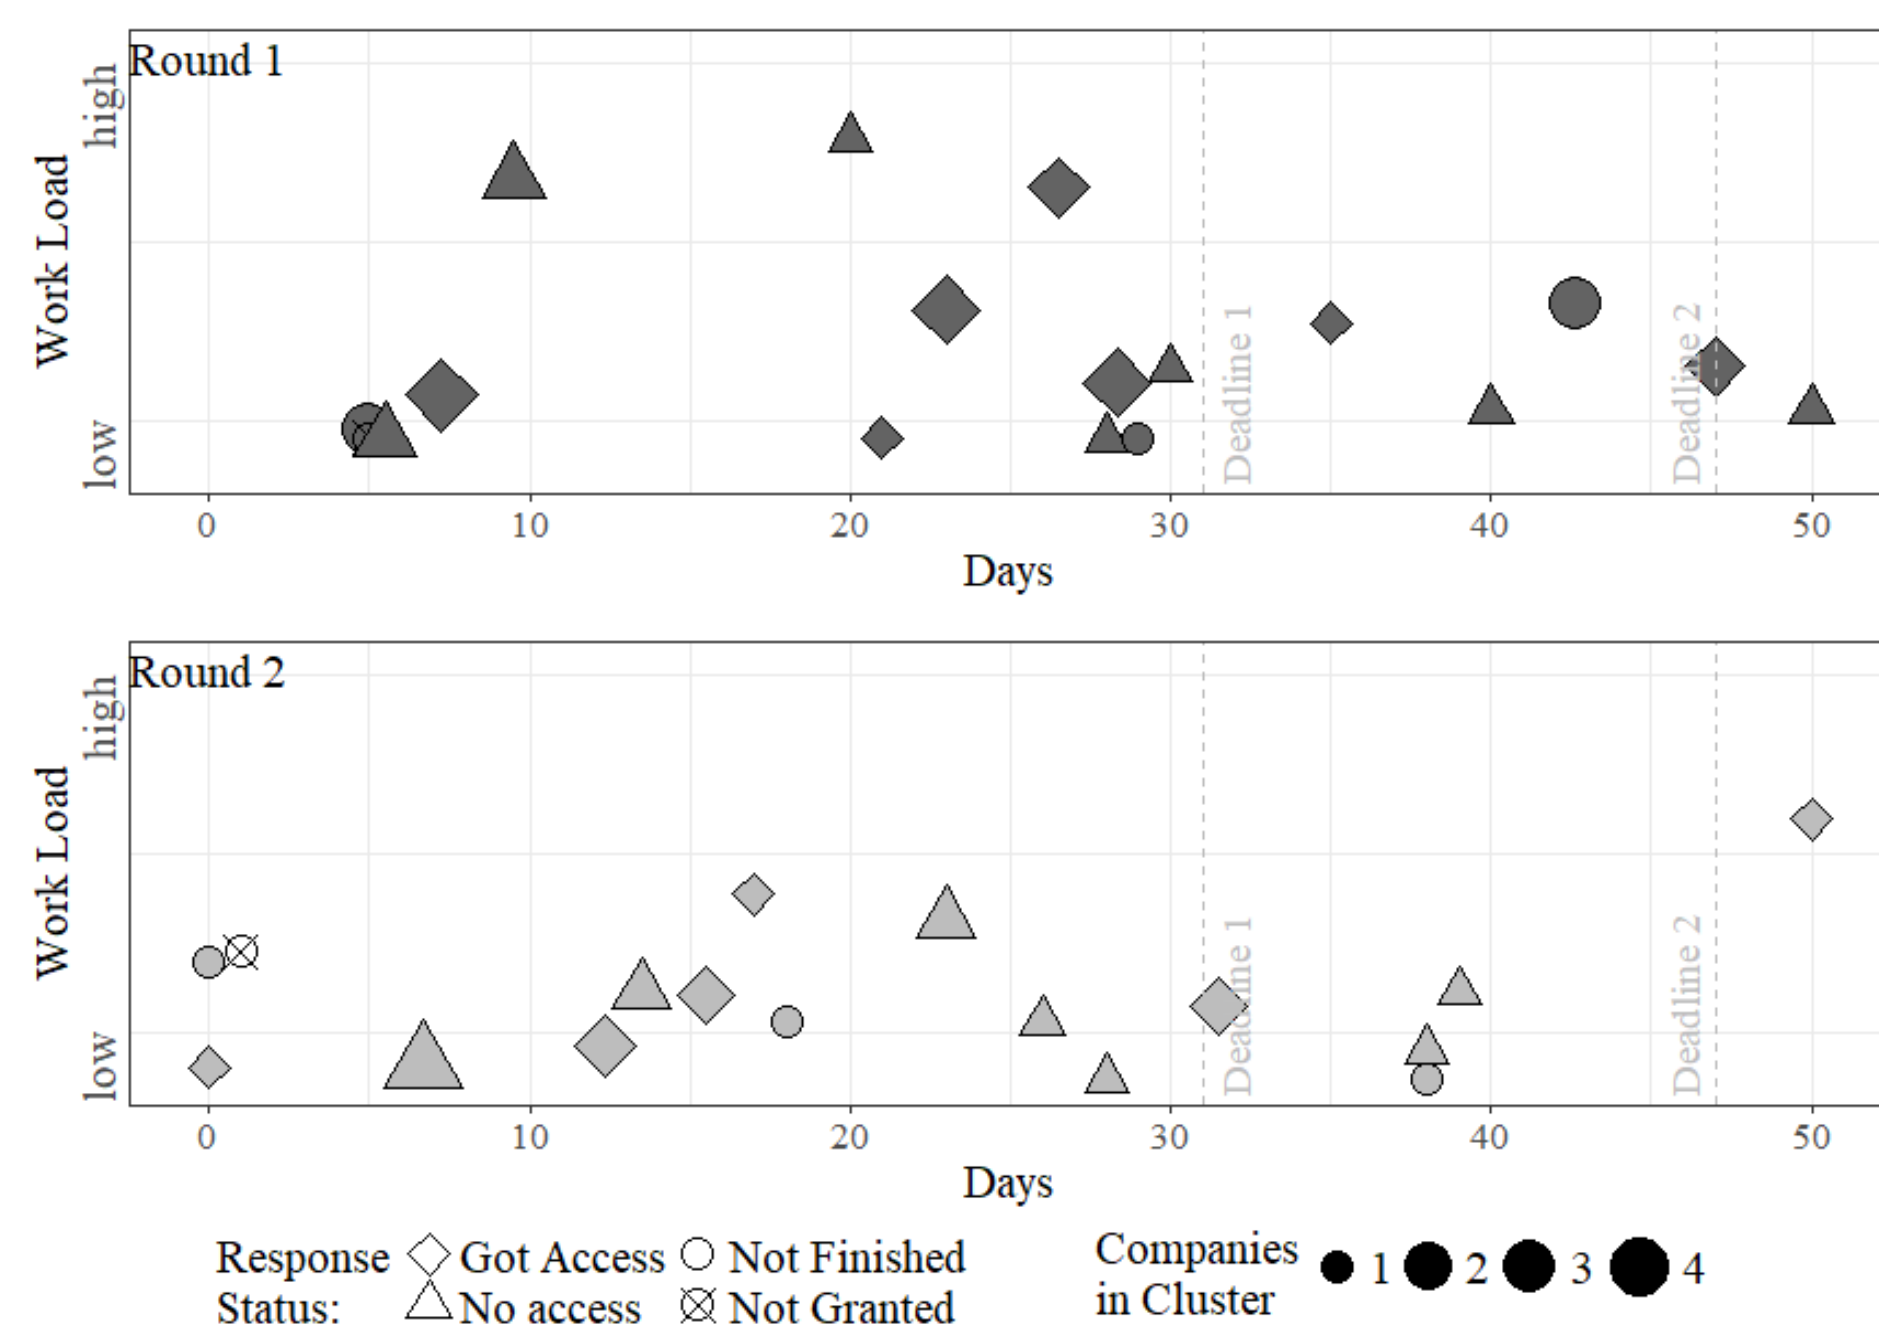 Round 1
high
low
Work Load
Deadline 1
Deadline 2
0 10 20 30 40 50
Days
Round 2
high
low
Work Load
Deadline 1
Deadline 2
0 10 20 30 40 50
Days
Response Status:
Got Access
No access
Not Finished
Not Granted
Companies in Cluster
1 2 3 4